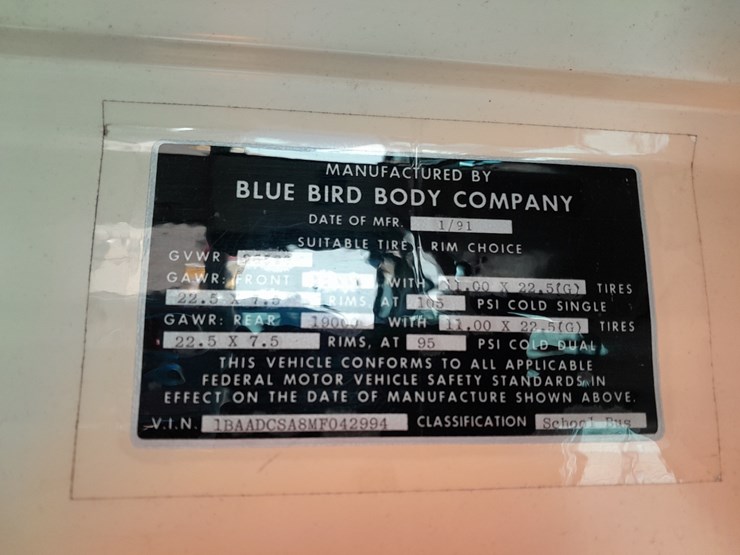 MANUFACTURED BY
BLUE BIRD BODY COMPANY
DATE OF MFR. 1/91
SUITABLE TIRE - RIM CHOICE
GVWR
GAWR: FRONT WITH 11.00 X 22.5(G) TIRES
22.5 X 7.5 RIMS, AT 105 PSI COLD SINGLE
GAWR: REAR 19000 WITH 11.00 X 22.5(G) TIRES
22.5 X 7.5 RIMS, AT 95 PSI COLD DUAL
THIS VEHICLE CONFORMS TO ALL APPLICABLE
FEDERAL MOTOR VEHICLE SAFETY STANDARDS IN
EFFECT ON THE DATE OF MANUFACTURE SHOWN ABOVE.
V.I.N. 1BAADCSA8MF042994 CLASSIFICATION School Bus